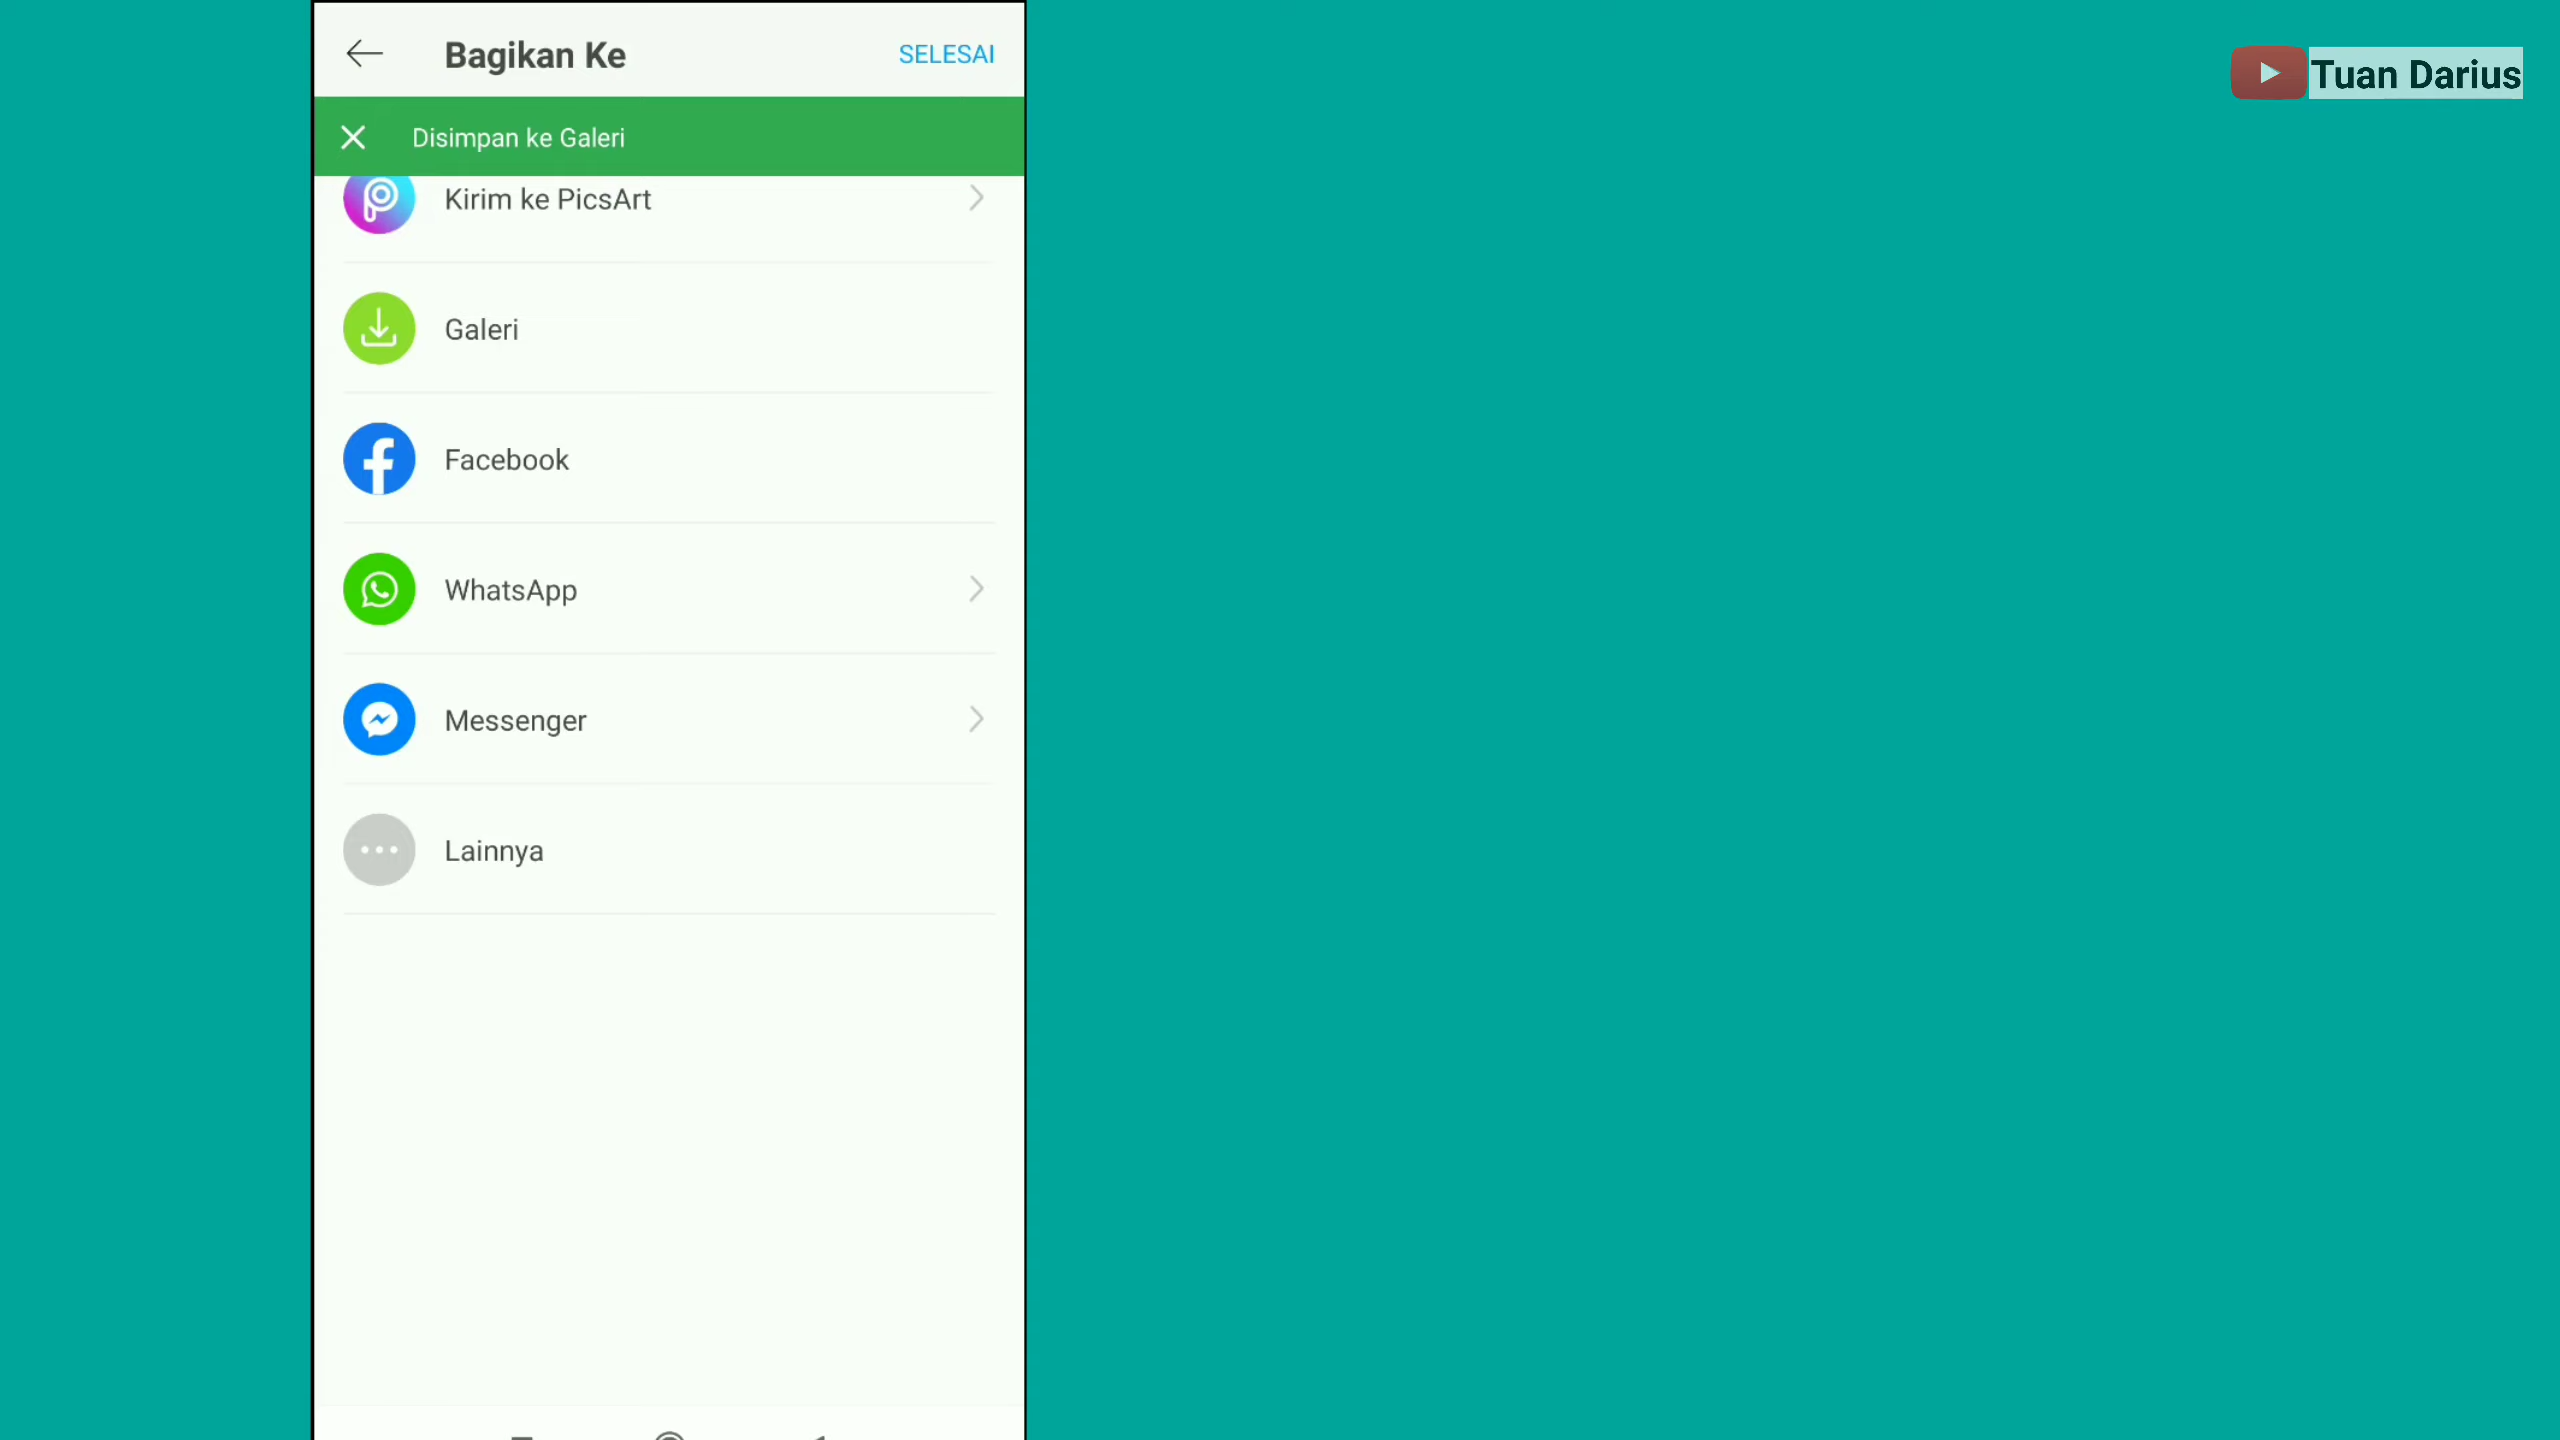 Bagikan Ke
SELESAI
Tuan Darius
Disimpan ke Galeri
Kirim ke PicsArt
Galeri
Facebook
WhatsApp
Messenger
Lainnya